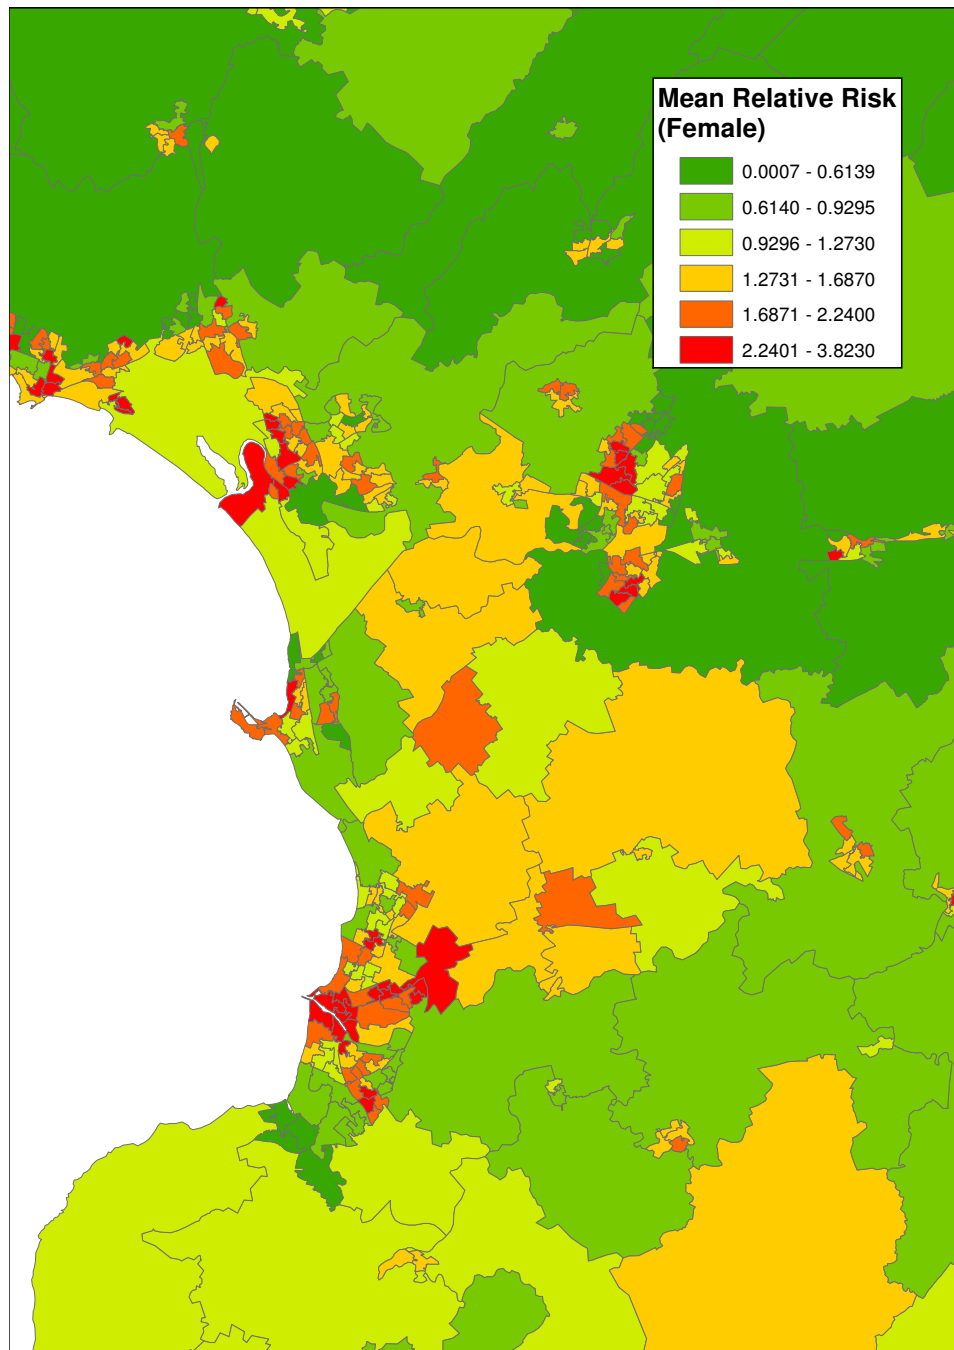 Mean Relative Risk
(Female)
0.0007 - 0.6139
0.6140 - 0.9295
0.9296 - 1.2730
1.2731 - 1.6870
1.6871 - 2.2400
2.2401 - 3.8230